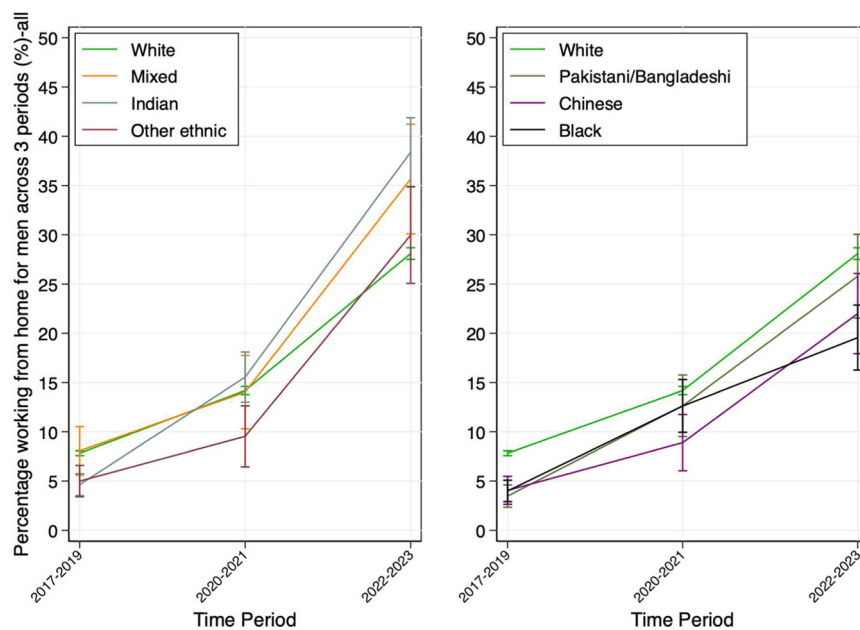 Percentage working from home for men across 3 periods (%)-all
50
45
40
35
30
25
20
15
10
5
0
White
Mixed
Indian
Other ethnic
2017-2019
2020-2021
2022-2023
Time Period
50
45
40
35
30
25
20
15
10
5
0
White
Pakistani/Bangladeshi
Chinese
Black
2017-2019
2020-2021
2022-2023
Time Period